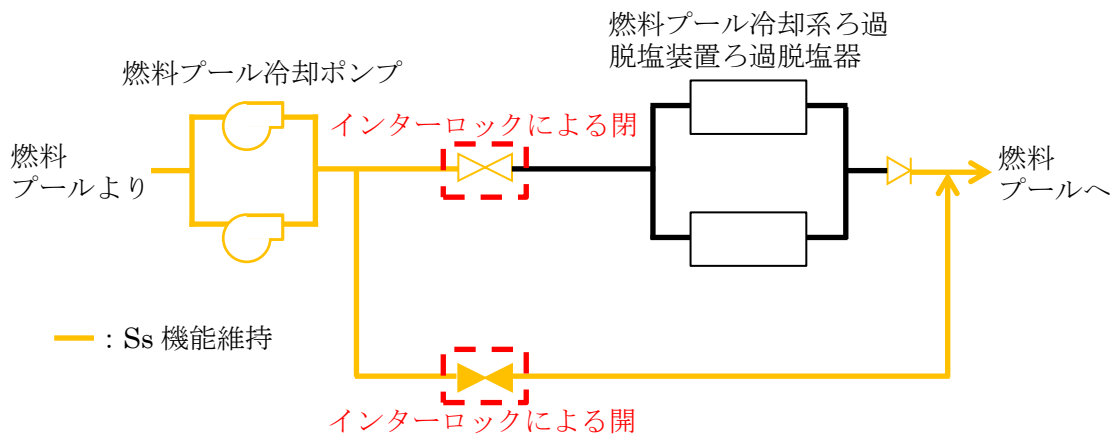 燃料プール冷却系ろ過
脱塩装置ろ過脱塩器
燃料プール冷却ポンプ
インターロックによる閉
燃料
プールより
燃料
プールへ
：Ss 機能維持
インターロックによる開